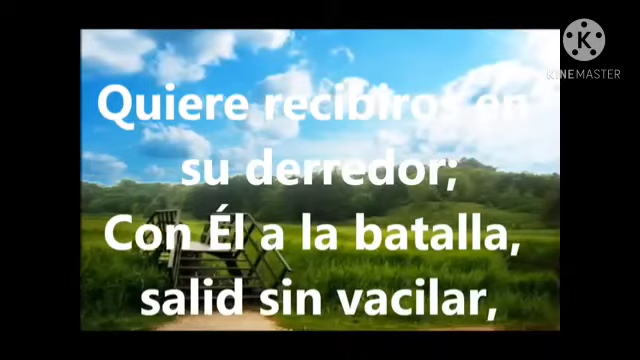 Quiere recibiros en
su derredor;
Con Él a la batalla,
salid sin vacilar,
KINEMASTER